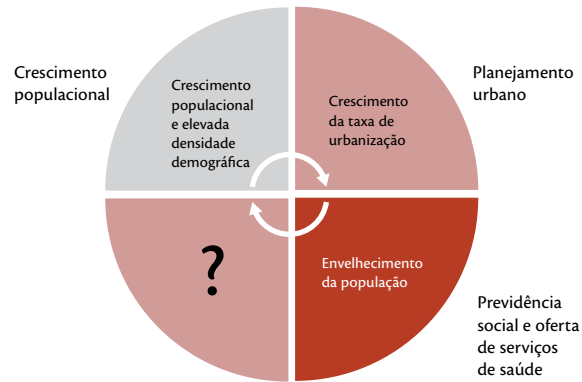 Crescimento
populacional
Crescimento
populacional
e elevada
densidade
demográfica
Crescimento
da taxa de
urbanização
Planejamento
urbano
?
Envelhecimento
da população
Previdência
social e oferta
de serviços
de saúde